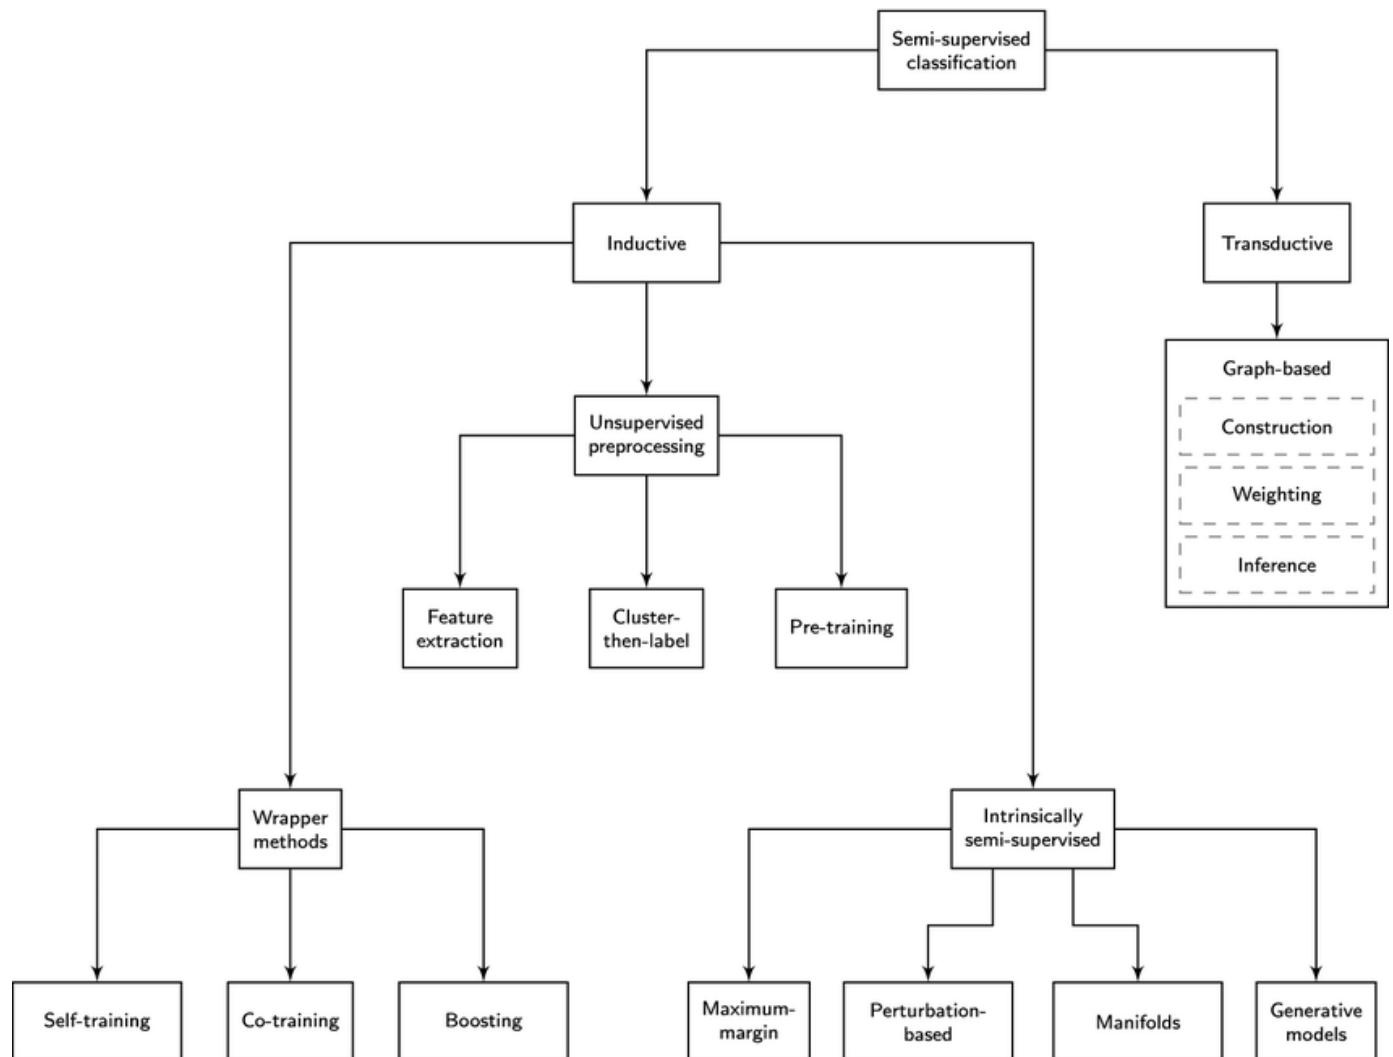 Semi-supervised
classification
Inductive
Transductive
Graph-based
Construction
Weighting
Inference
Unsupervised
preprocessing
Feature
extraction
Cluster-
then-label
Pre-training
Wrapper
methods
Intrinsically
semi-supervised
Self-training
Co-training
Boosting
Maximum-
margin
Perturbation-
based
Manifolds
Generative
models